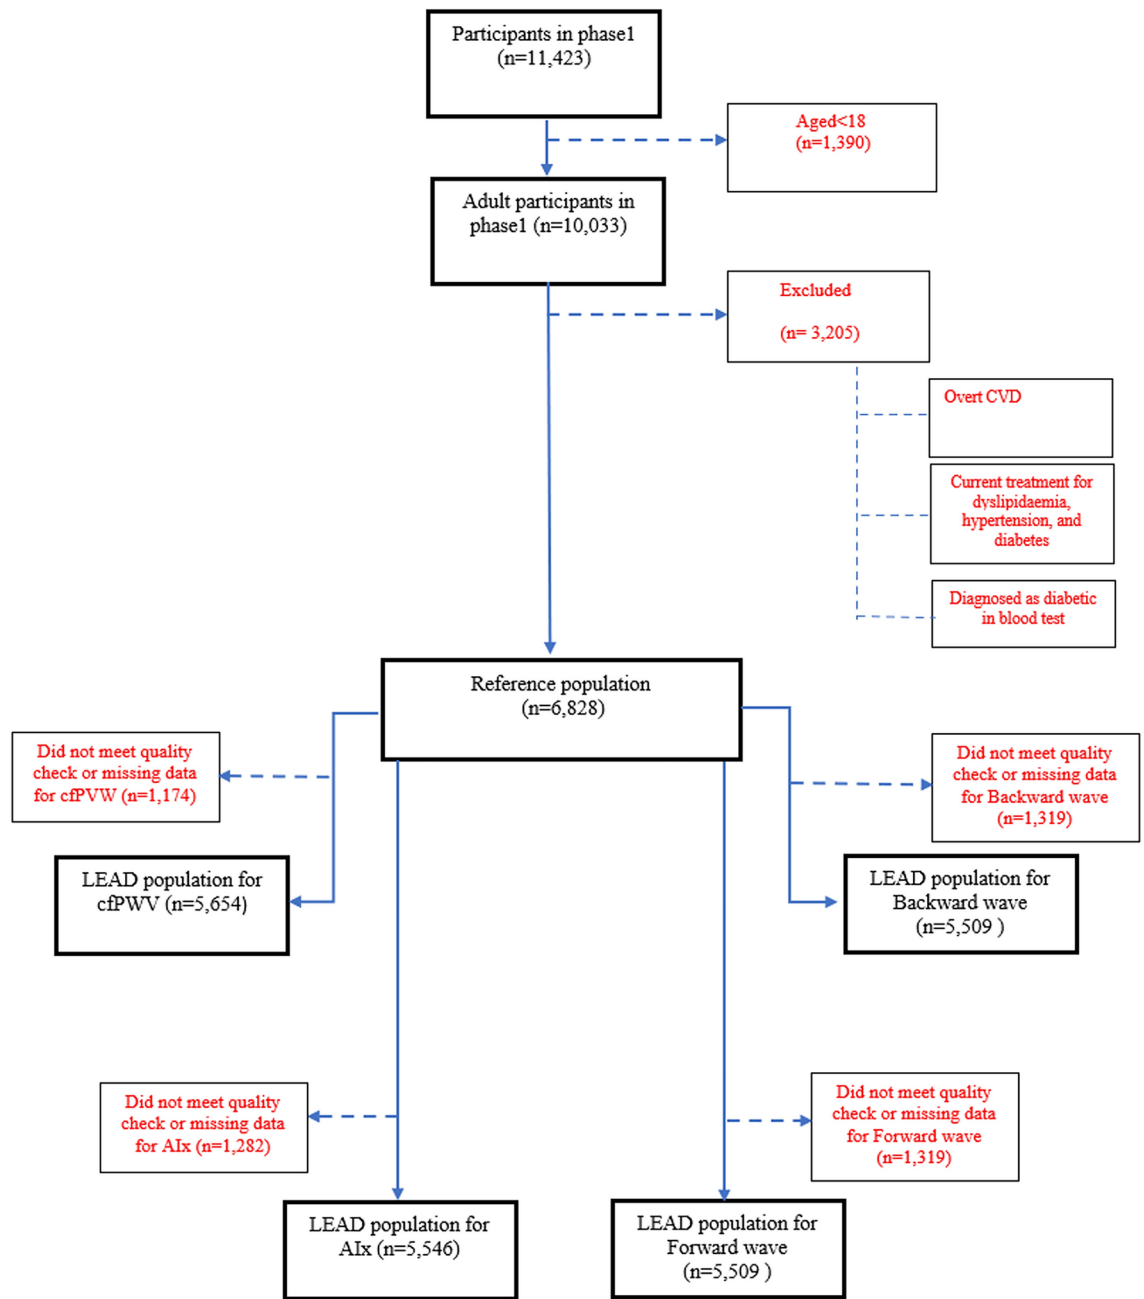 Participants in phase1
(n=11,423)
Aged<18
(n=1,390)
Adult participants in
phase1 (n=10,033)
Excluded
(n= 3,205)
Overt CVD
Current treatment for
dyslipidaemia,
hypertension, and
diabetes
Diagnosed as diabetic
in blood test
Reference population
(n=6,828)
Did not meet quality
check or missing data
for cfPVW (n=1,174)
Did not meet quality
check or missing data
for Backward wave
(n=1,319)
LEAD population for
cfPWV (n=5,654)
LEAD population for
Backward wave
(n=5,509 )
Did not meet quality
check or missing data
for AIx (n=1,282)
Did not meet quality
check or missing data
for Forward wave
(n=1,319)
LEAD population for
AIx (n=5,546)
LEAD population for
Forward wave
(n=5,509 )